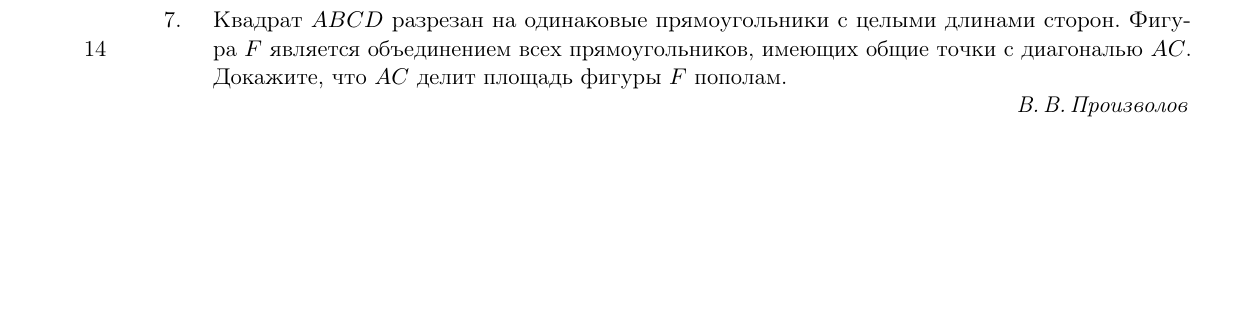 7. Квадрат ABCD разрезан на одинаковые прямоугольники с целыми длинами сторон. Фигу-
14 ра F является объединением всех прямоугольников, имеющих общие точки с диагональю AC.
Докажите, что AC делит площадь фигуры F пополам.
В. В. Произволов